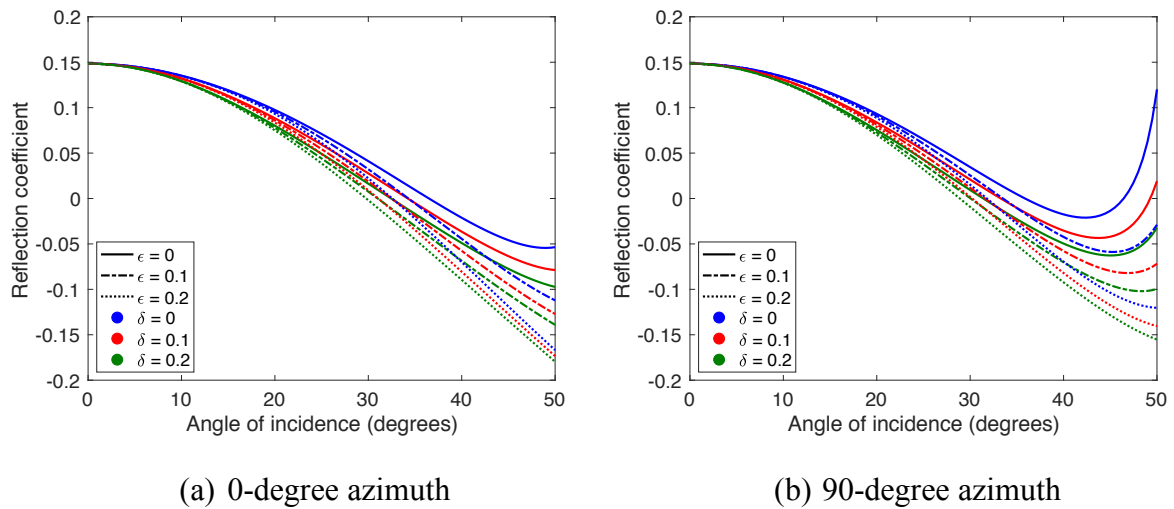 0.2
0.15
0.1
0.05
0
-0.05
-0.1
-0.15
-0.2
Reflection coefficient
ϵ = 0
ϵ = 0.1
ϵ = 0.2
δ = 0
δ = 0.1
δ = 0.2
0 10 20 30 40 50
Angle of incidence (degrees)
(a) 0-degree azimuth
0.2
0.15
0.1
0.05
0
-0.05
-0.1
-0.15
-0.2
Reflection coefficient
ϵ = 0
ϵ = 0.1
ϵ = 0.2
δ = 0
δ = 0.1
δ = 0.2
0 10 20 30 40 50
Angle of incidence (degrees)
(b) 90-degree azimuth